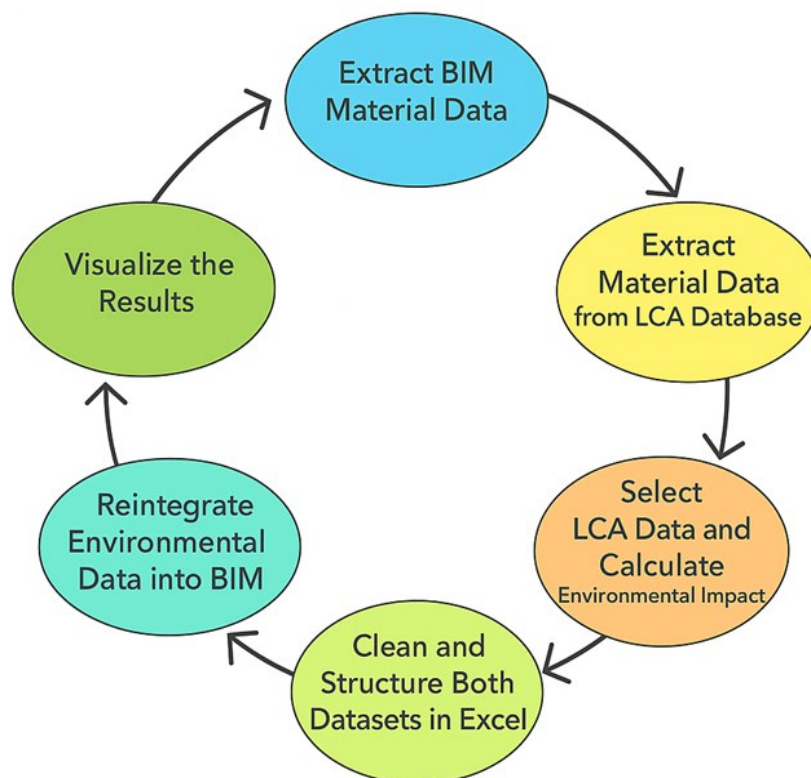 Extract BIM
Material Data
Extract
Material Data
from LCA Database
Select
LCA Data and
Calculate
Environmental Impact
Clean and
Structure Both
Datasets in Excel
Reintegrate
Environmental
Data into BIM
Visualize the
Results